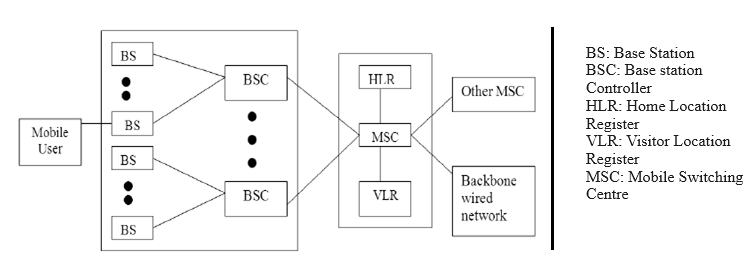 Mobile
User
BS
BS
BS
BS
BSC
BSC
HLR
MSC
VLR
Other MSC
Backbone
wired
network
BS: Base Station
BSC: Base station
Controller
HLR: Home Location
Register
VLR: Visitor Location
Register
MSC: Mobile Switching
Centre